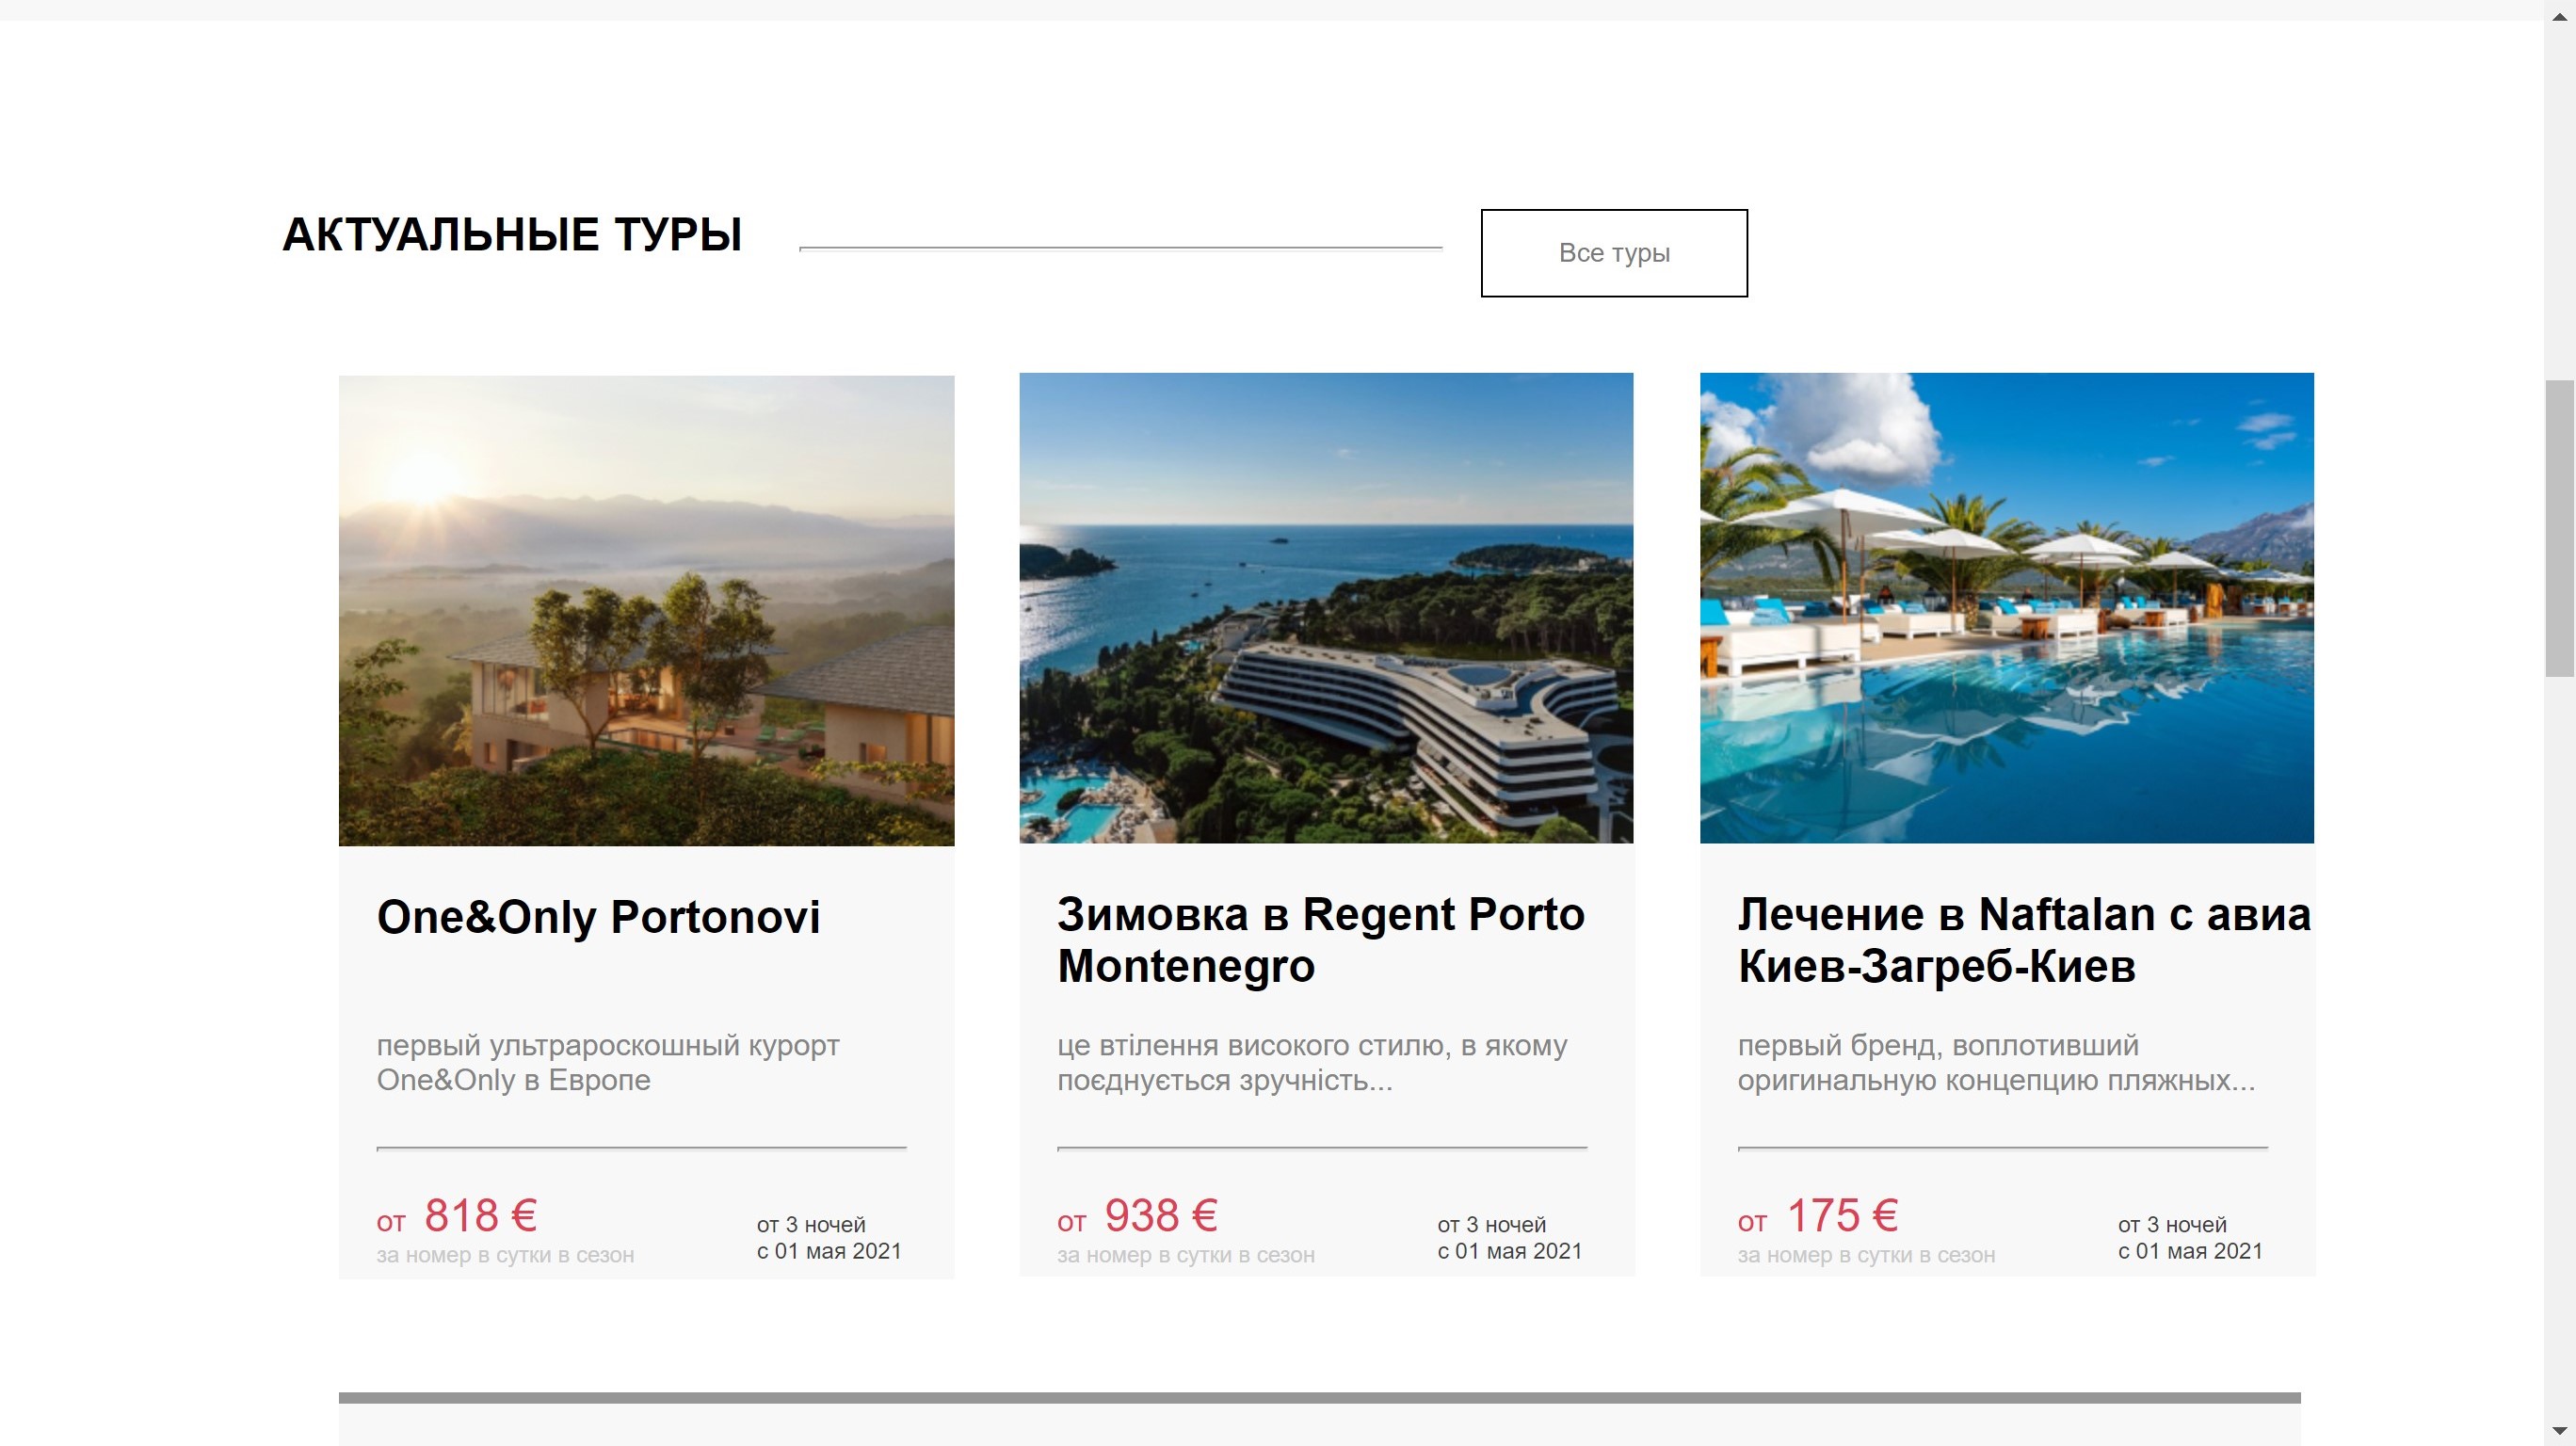 АКТУАЛЬНЫЕ ТУРЫ
Все туры
One&Only Portonovi
первый ультрароскошный курорт
One&Only в Европе
от 818 €
за номер в сутки в сезон
от 3 ночей
с 01 мая 2021
Зимовка в Regent Porto
Montenegro
це втілення високого стилю, в якому
поєднується зручність...
от 938 €
за номер в сутки в сезон
от 3 ночей
с 01 мая 2021
Лечение в Naftalan с авиа
Киев-Загреб-Киев
первый бренд, воплотивший
оригинальную концепцию пляжных...
от 175 €
за номер в сутки в сезон
от 3 ночей
с 01 мая 2021